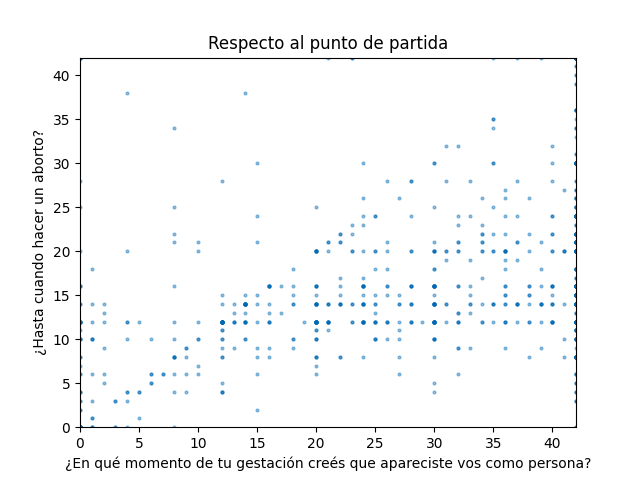 Respecto al punto de partida
¿Hasta cuando hacer un aborto?
40
35
30
25
20
15
10
5
0
0 5 10 15 20 25 30 35 40
¿En qué momento de tu gestación creés que apareciste vos como persona?